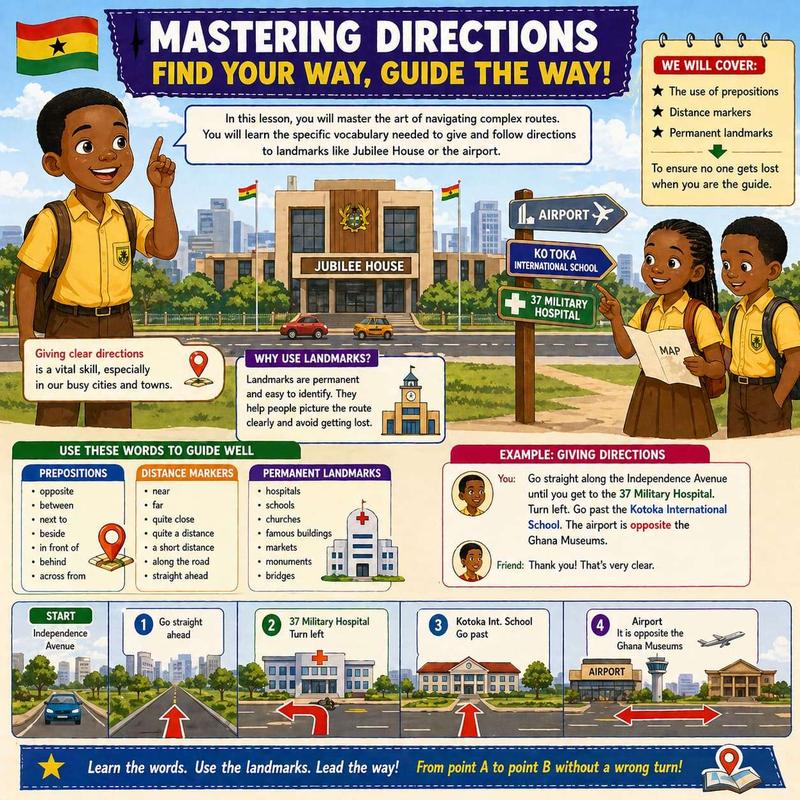 MASTERING DIRECTIONS
FIND YOUR WAY, GUIDE THE WAY!
WE WILL COVER:
★ The use of prepositions
★ Distance markers
★ Permanent landmarks
To ensure no one gets lost
when you are the guide.
In this lesson, you will master the art of navigating complex routes.
You will learn the specific vocabulary needed to give and follow directions
to landmarks like Jubilee House or the airport.
JUBILEE HOUSE
AIRPORT
KO TOKA
INTERNATIONAL SCHOOL
37 MILITARY
HOSPITAL
MAP
Giving clear directions
is a vital skill, especially
in our busy cities and towns.
WHY USE LANDMARKS?
Landmarks are permanent
and easy to identify. They
help people picture the route
clearly and avoid getting lost.
USE THESE WORDS TO GUIDE WELL
PREPOSITIONS
• opposite
• between
• next to
• beside
• in front of
• behind
• across from
DISTANCE MARKERS
• near
• far
• quite close
• quite a distance
• a short distance
• along the road
• straight ahead
PERMANENT LANDMARKS
• hospitals
• schools
• churches
• famous buildings
• markets
• monuments
• bridges
EXAMPLE: GIVING DIRECTIONS
You: Go straight along the Independence Avenue
until you get to the 37 Military Hospital.
Turn left. Go past the Kotoka International
School. The airport is opposite the
Ghana Museums.
Friend: Thank you! That's very clear.
START
Independence
Avenue
1 Go straight
ahead
2 37 Military Hospital
Turn left
3 Kotoka Int. School
Go past
4 Airport
It is opposite the
Ghana Museums
AIRPORT
Learn the words. Use the landmarks. Lead the way! From point A to point B without a wrong turn!